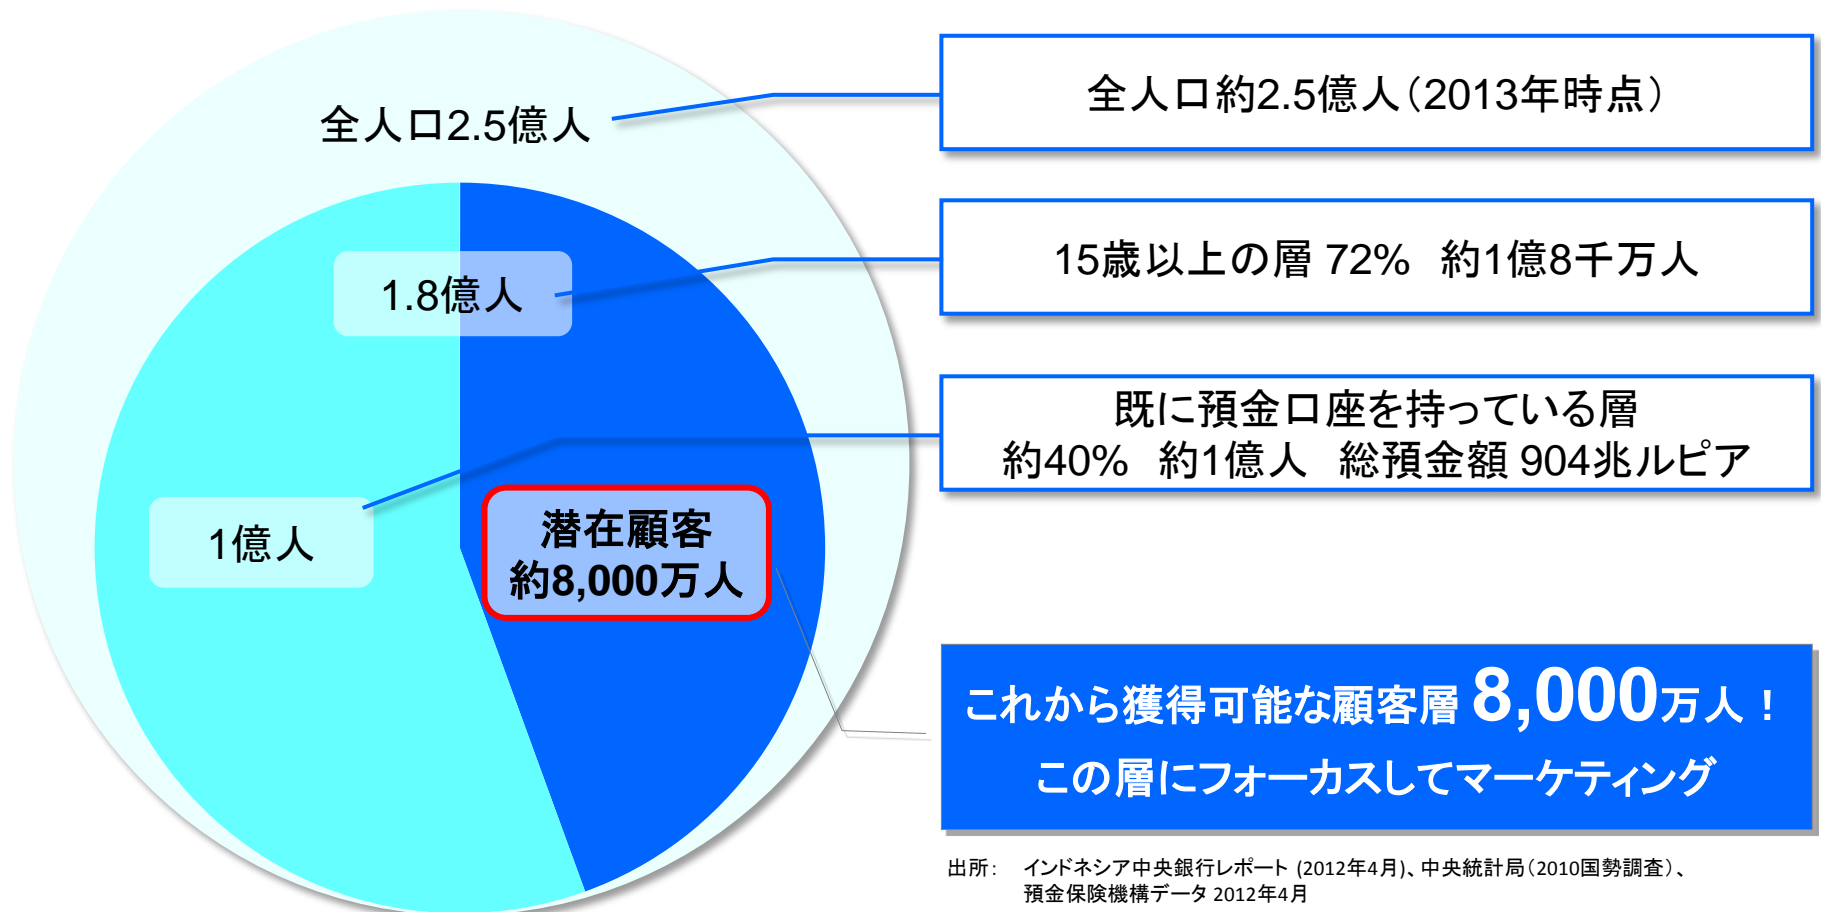 全人口2.5億人
全人口約2.5億人（2013年時点）
1.8億人
15歳以上の層 72%　約1億8千万人
既に預金口座を持っている層
約40%　約1億人　総預金額 904兆ルピア
1億人
潜在顧客
約8,000万人
これから獲得可能な顧客層 8,000万人！
この層にフォーカスしてマーケティング
出所：　インドネシア中央銀行レポート (2012年4月)、中央統計局（2010国勢調査）、
預金保険機構データ 2012年4月